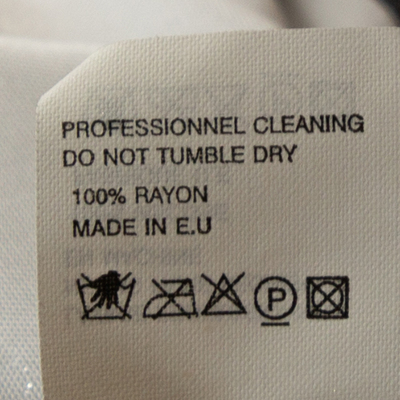 PROFESSIONNEL CLEANING
DO NOT TUMBLE DRY
100% RAYON
MADE IN E.U
P